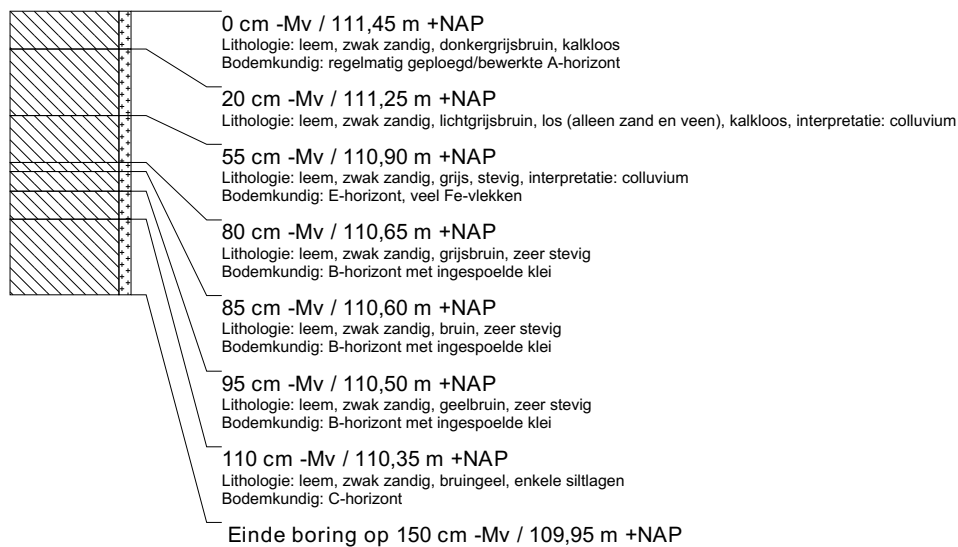 0 cm -Mv / 111,45 m +NAP
Lithologie: leem, zwak zandig, donkergrijsbruin, kalkloos
Bodemkundig: regelmatig geploegd/bewerkte A-horizont
20 cm -Mv / 111,25 m +NAP
Lithologie: leem, zwak zandig, lichtgrijsbruin, los (alleen zand en veen), kalkloos, interpretatie: colluvium
55 cm -Mv / 110,90 m +NAP
Lithologie: leem, zwak zandig, grijs, stevig, interpretatie: colluvium
Bodemkundig: E-horizont, veel Fe-vlekken
80 cm -Mv / 110,65 m +NAP
Lithologie: leem, zwak zandig, grijsbruin, zeer stevig
Bodemkundig: B-horizont met ingespoelde klei
85 cm -Mv / 110,60 m +NAP
Lithologie: leem, zwak zandig, bruin, zeer stevig
Bodemkundig: B-horizont met ingespoelde klei
95 cm -Mv / 110,50 m +NAP
Lithologie: leem, zwak zandig, geelbruin, zeer stevig
Bodemkundig: B-horizont met ingespoelde klei
110 cm -Mv / 110,35 m +NAP
Lithologie: leem, zwak zandig, bruingeel, enkele siltlagen
Bodemkundig: C-horizont
Einde boring op 150 cm -Mv / 109,95 m +NAP